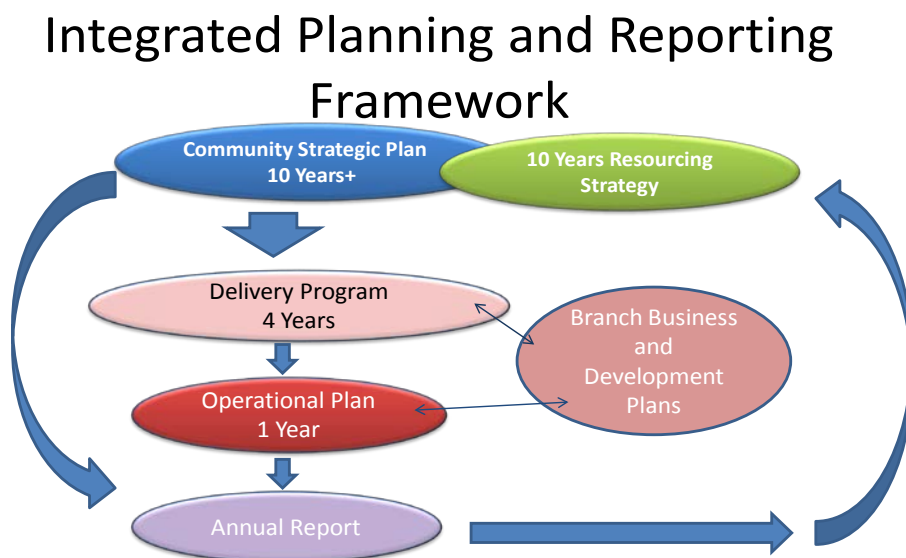 Integrated Planning and Reporting
Framework
Community Strategic Plan
10 Years+
10 Years Resourcing
Strategy
Delivery Program
4 Years
Branch Business
and
Development
Plans
Operational Plan
1 Year
Annual Report